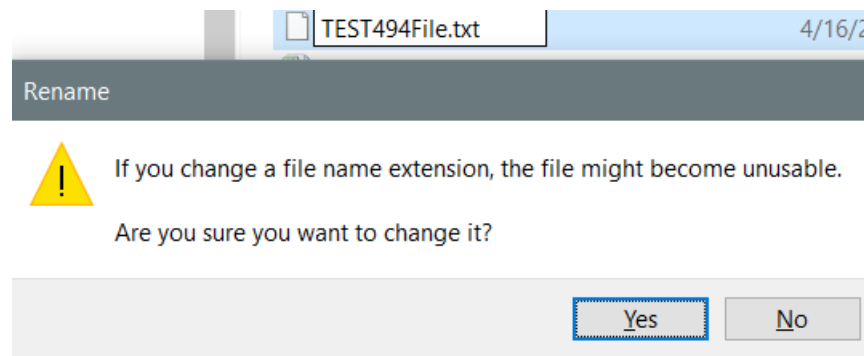 TEST494File.txt
4/16/2
Rename
If you change a file name extension, the file might become unusable.
Are you sure you want to change it?
Yes
No